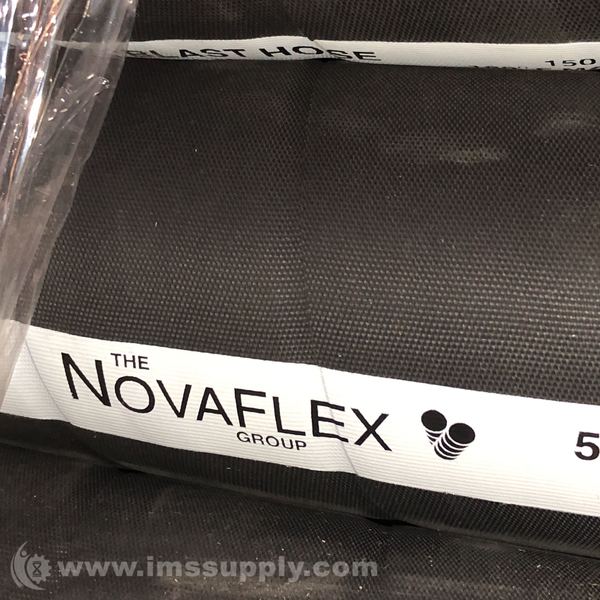 BLAST HOSE 150
THE
NOVAFLEX
GROUP
5
www.imssupply.com